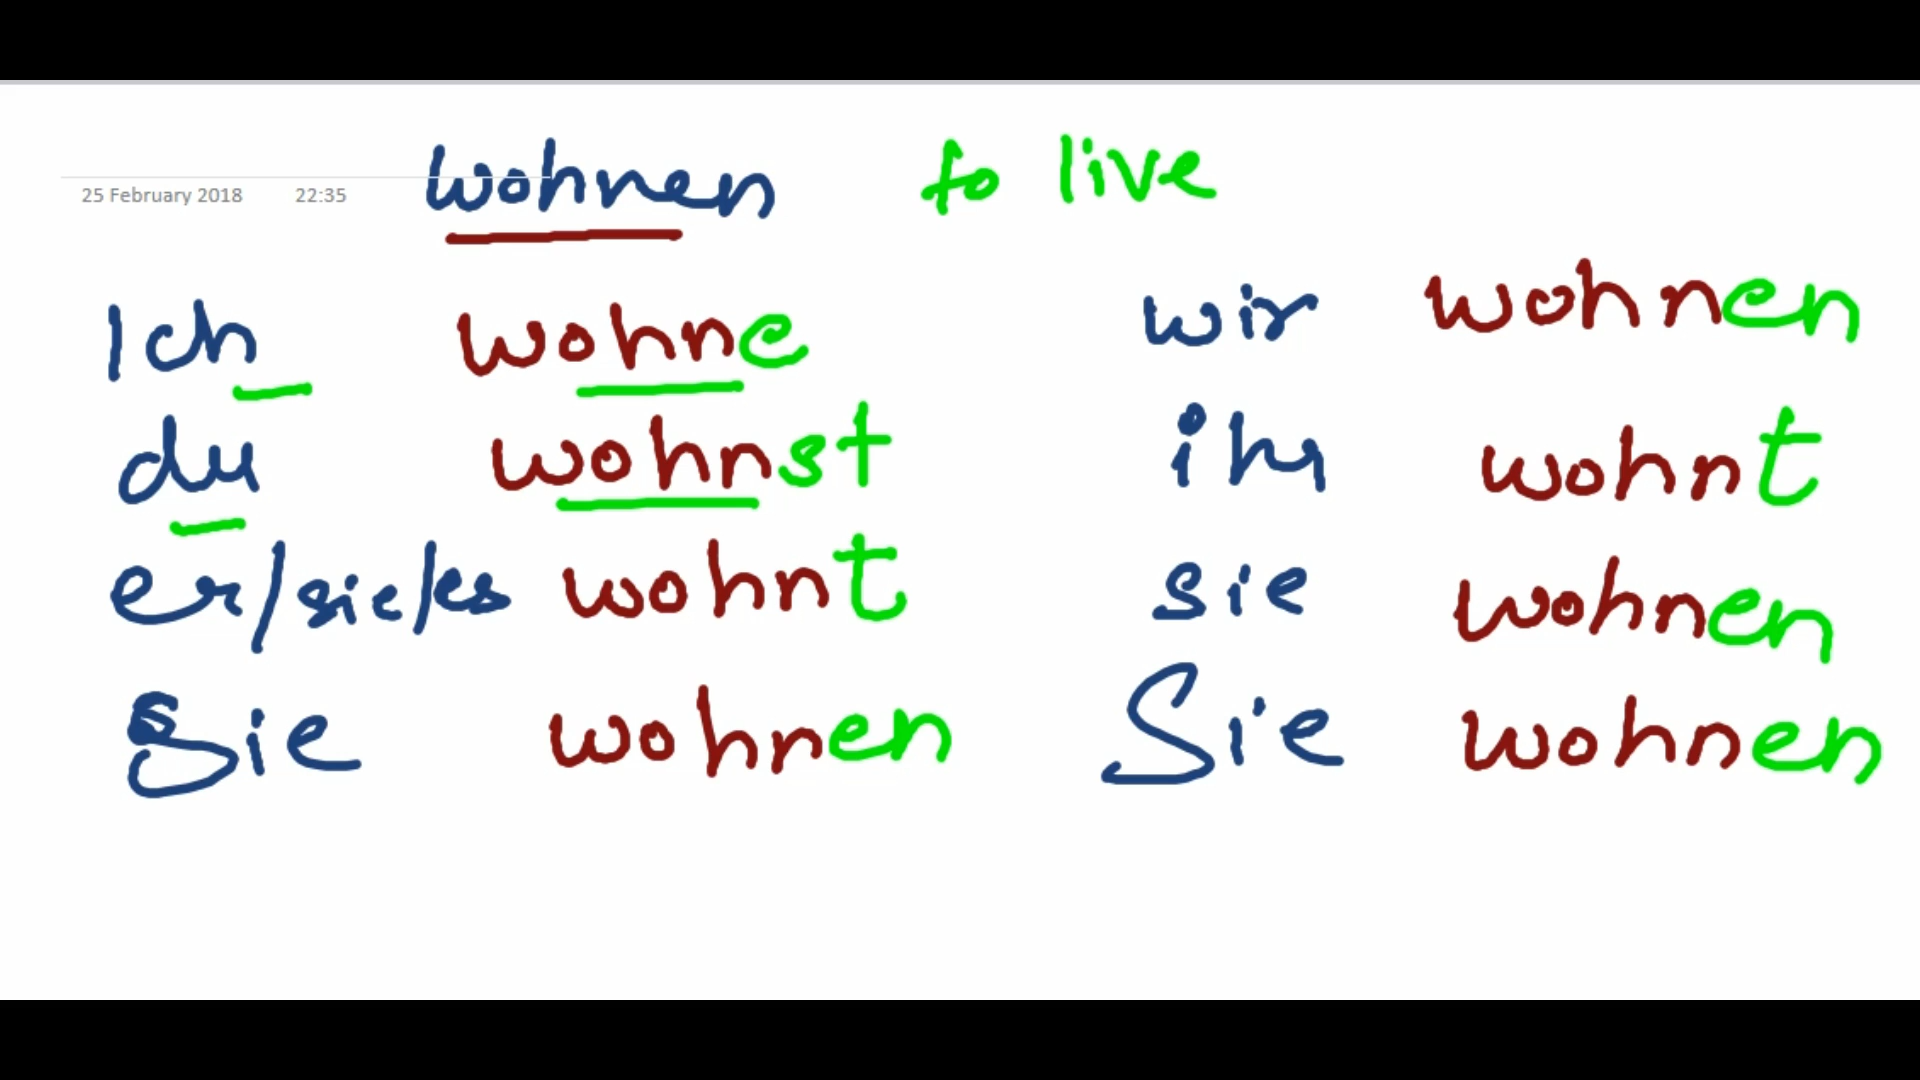 wohnen to live
25 February 2018 22:35
Ich wohne wir wohnen
du wohnst ihr wohnt
er/sie/es wohnt sie wohnen
Sie wohnen Sie wohnen